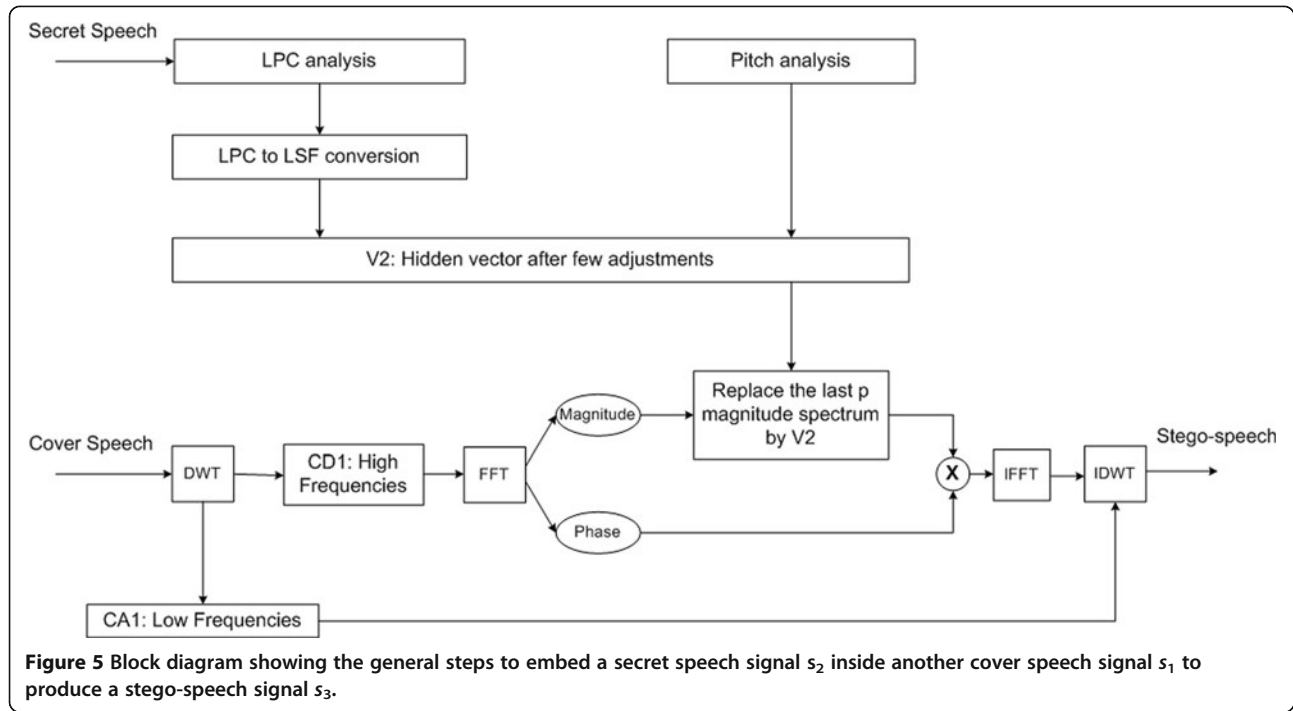 Secret Speech
LPC analysis
Pitch analysis
LPC to LSF conversion
V2: Hidden vector after few adjustments
Replace the last p
magnitude spectrum
by V2
Magnitude
Cover Speech
Stego-speech
DWT
CD1: High
Frequencies
FFT
X
IFFT
IDWT
Phase
CA1: Low Frequencies
Figure 5 Block diagram showing the general steps to embed a secret speech signal s₂ inside another cover speech signal s₁ to
produce a stego-speech signal s₃.